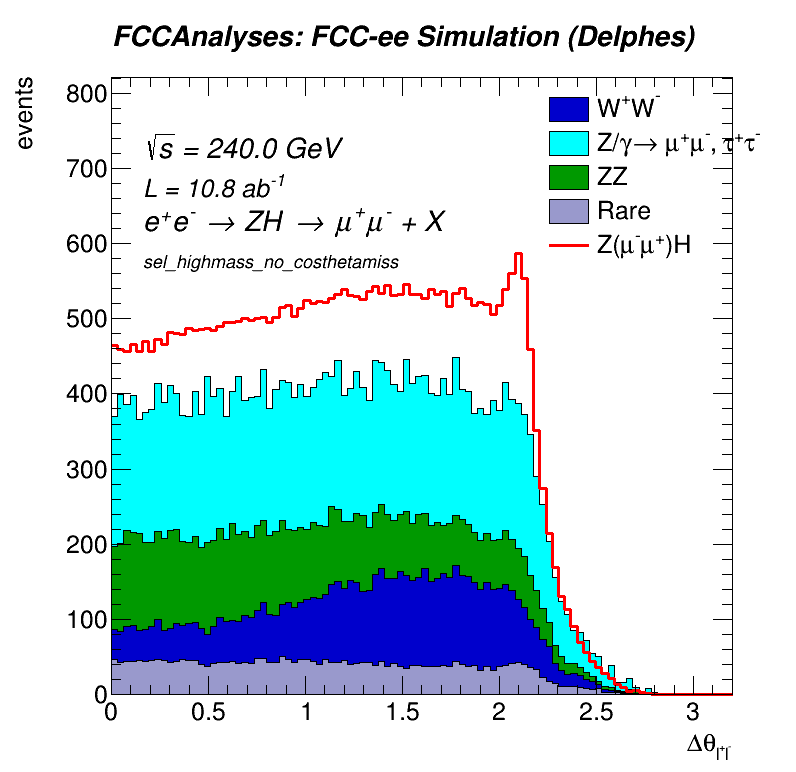 FCCAnalyses: FCC-ee Simulation (Delphes)
events
800
700
600
500
400
300
200
100
0
√s = 240.0 GeV
L = 10.8 ab⁻¹
e⁺e⁻ → ZH → μ⁺μ⁻ + X
sel_highmass_no_costhetamiss
W⁺W⁻
Z/γ→ μ⁺μ⁻, τ⁺τ⁻
ZZ
Rare
Z(μ⁻μ⁺)H
0 0.5 1 1.5 2 2.5 3
Δθ_l⁺l⁻